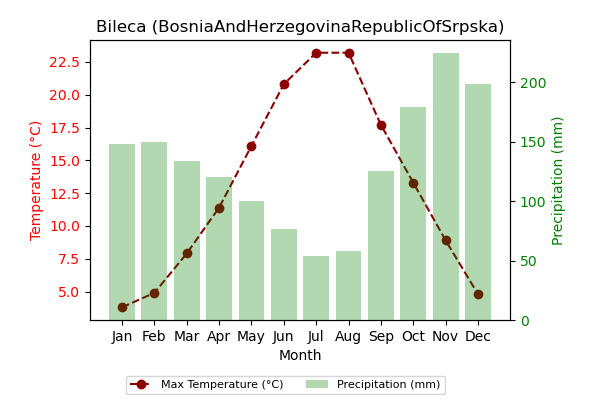 Bileca (BosniaAndHerzegovinaRepublicOfSrpska)
Temperature (°C)
22.5
20.0
17.5
15.0
12.5
10.0
7.5
5.0
200
150
100
50
0
Precipitation (mm)
Jan Feb Mar Apr May Jun Jul Aug Sep Oct Nov Dec
Month
Max Temperature (°C) Precipitation (mm)